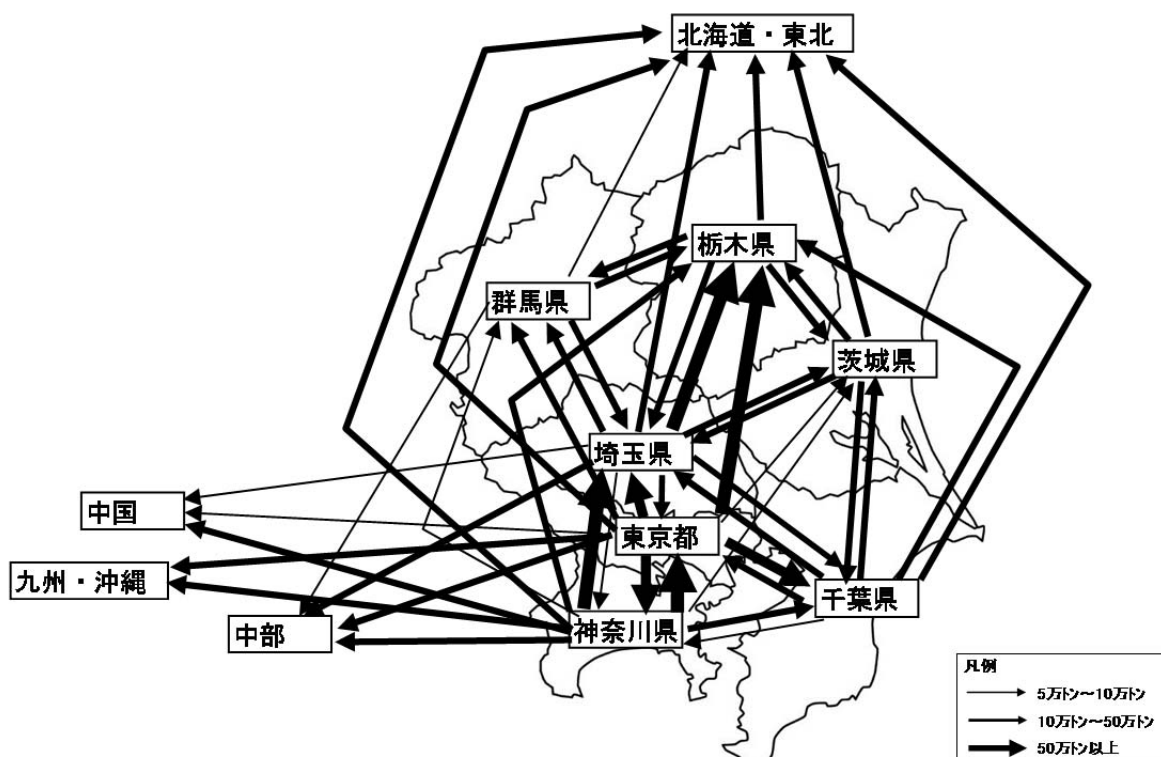 北海道・東北
栃木県
群馬県
茨城県
埼玉県
中国
東京都
九州・沖縄
千葉県
中部
神奈川県
凡例
5万トン～10万トン
10万トン～50万トン
50万トン以上